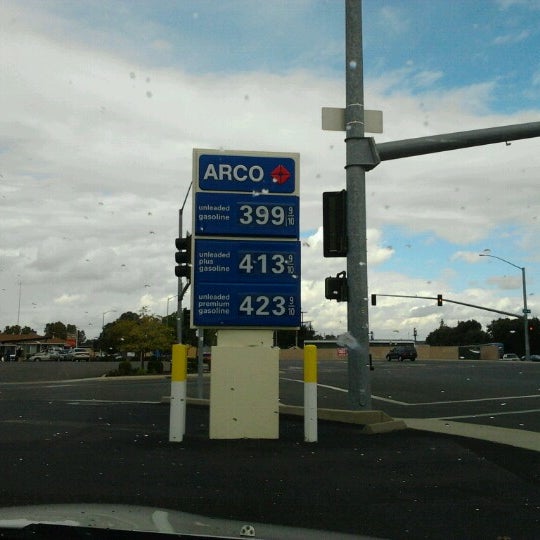 ARCO
unleaded
gasoline 399 9/10
unleaded
plus
gasoline 413 9/10
unleaded
premium
gasoline 423 9/10